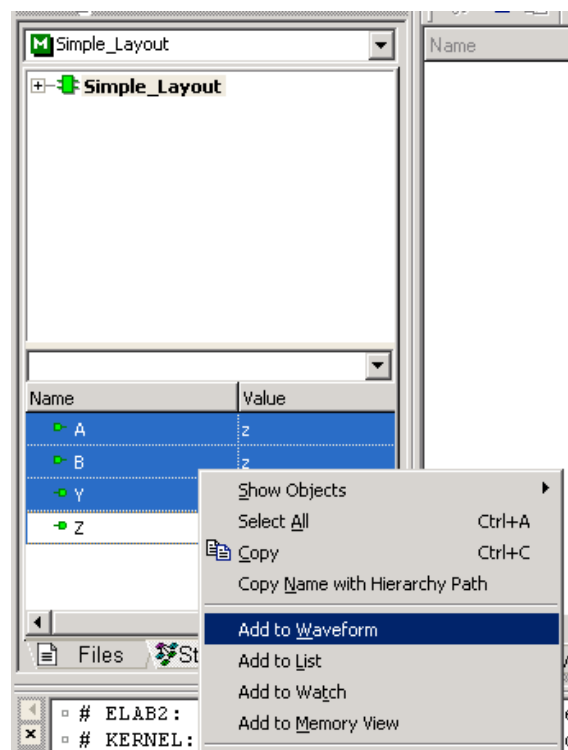 Simple_Layout
Name
Simple_Layout
Name Value
A z
B z
Y
Z
Show Objects
Select All Ctrl+A
Copy Ctrl+C
Copy Name with Hierarchy Path
Add to Waveform
Add to List
Add to Watch
Add to Memory View
Files St
# ELAB2:
# KERNEL: